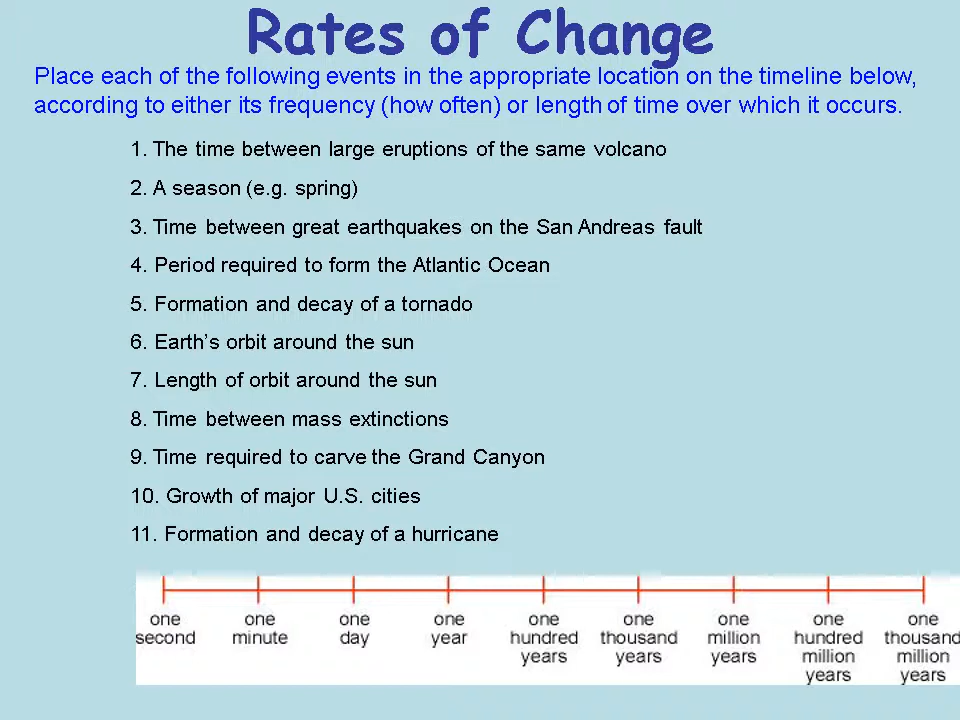 Rates of Change
Place each of the following events in the appropriate location on the timeline below,
according to either its frequency (how often) or length of time over which it occurs.
1. The time between large eruptions of the same volcano
2. A season (e.g. spring)
3. Time between great earthquakes on the San Andreas fault
4. Period required to form the Atlantic Ocean
5. Formation and decay of a tornado
6. Earth’s orbit around the sun
7. Length of orbit around the sun
8. Time between mass extinctions
9. Time required to carve the Grand Canyon
10. Growth of major U.S. cities
11. Formation and decay of a hurricane
one second
one minute
one day
one year
one hundred years
one thousand years
one million years
one hundred million years
one thousand million years